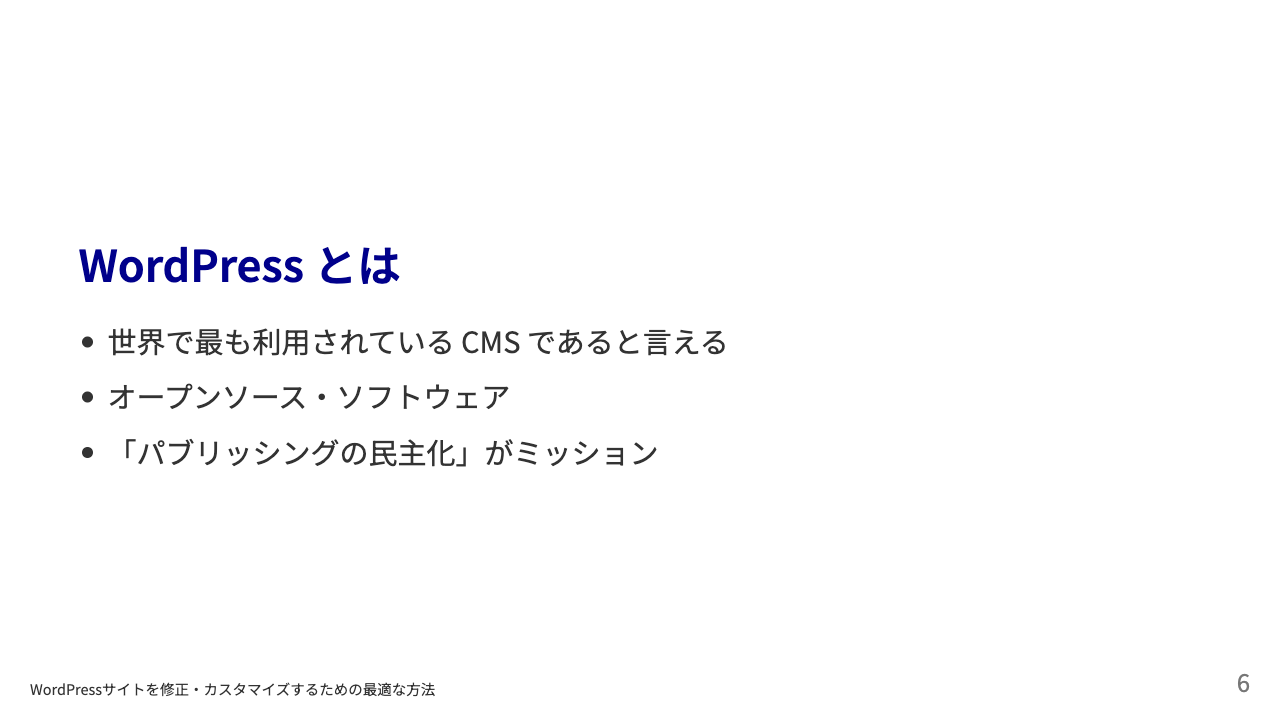 WordPress とは
• 世界で最も利用されている CMS であると言える
• オープンソース・ソフトウェア
• 「パブリッシングの民主化」がミッション
WordPressサイトを修正・カスタマイズするための最適な方法
6